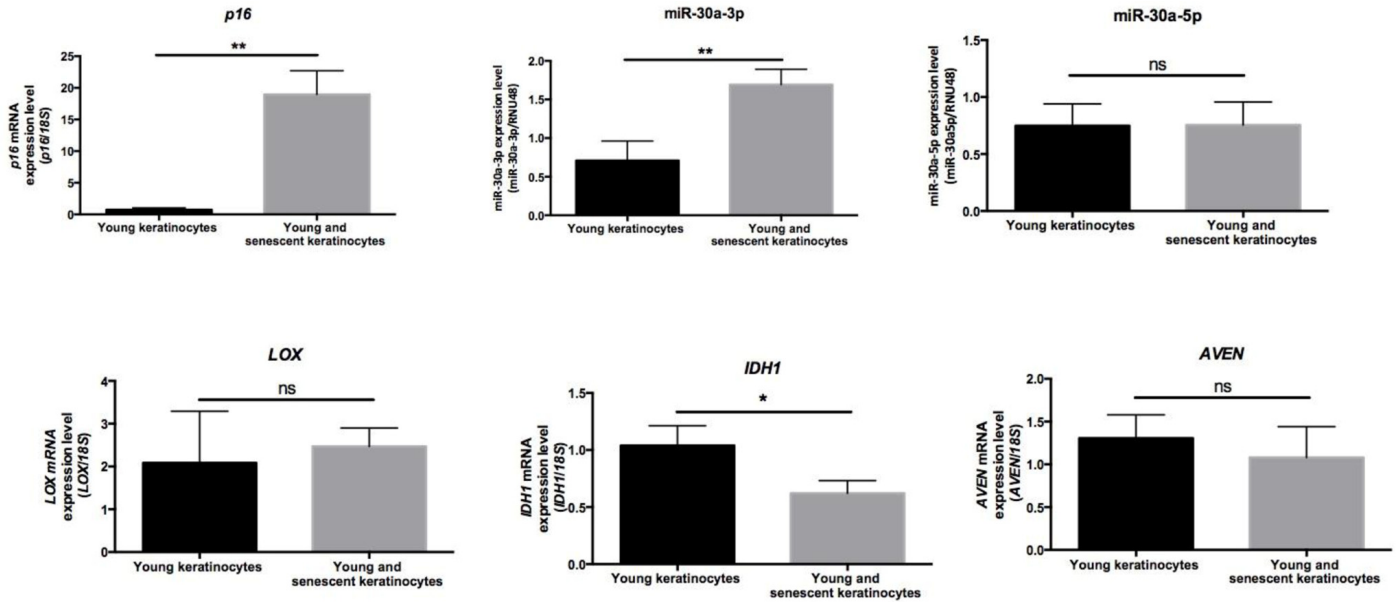 p16
**
25
20
15
10
5
0
p16 mRNA
expression level
(p16/18S)
Young keratinocytes
Young and
senescent keratinocytes
miR-30a-3p
**
2.0
1.5
1.0
0.5
0.0
miR-30a-3p expression level
(miR-30a-3p/RNU48)
Young keratinocytes
Young and
senescent keratinocytes
miR-30a-5p
ns
1.5
1.0
0.5
0.0
miR-30a-5p expression level
(miR-30a5p/RNU48)
Young keratinocytes
Young and
senescent keratinocytes
LOX
ns
4
3
2
1
0
LOX mRNA
expression level
(LOX/18S)
Young keratinocytes
Young and
senescent keratinocytes
IDH1
*
1.5
1.0
0.5
0.0
IDH1 mRNA
expression level
(IDH1/18S)
Young keratinocytes
Young and
senescent keratinocytes
AVEN
ns
2.0
1.5
1.0
0.5
0.0
AVEN mRNA
expression level
(AVEN/18S)
Young keratinocytes
Young and
senescent keratinocytes